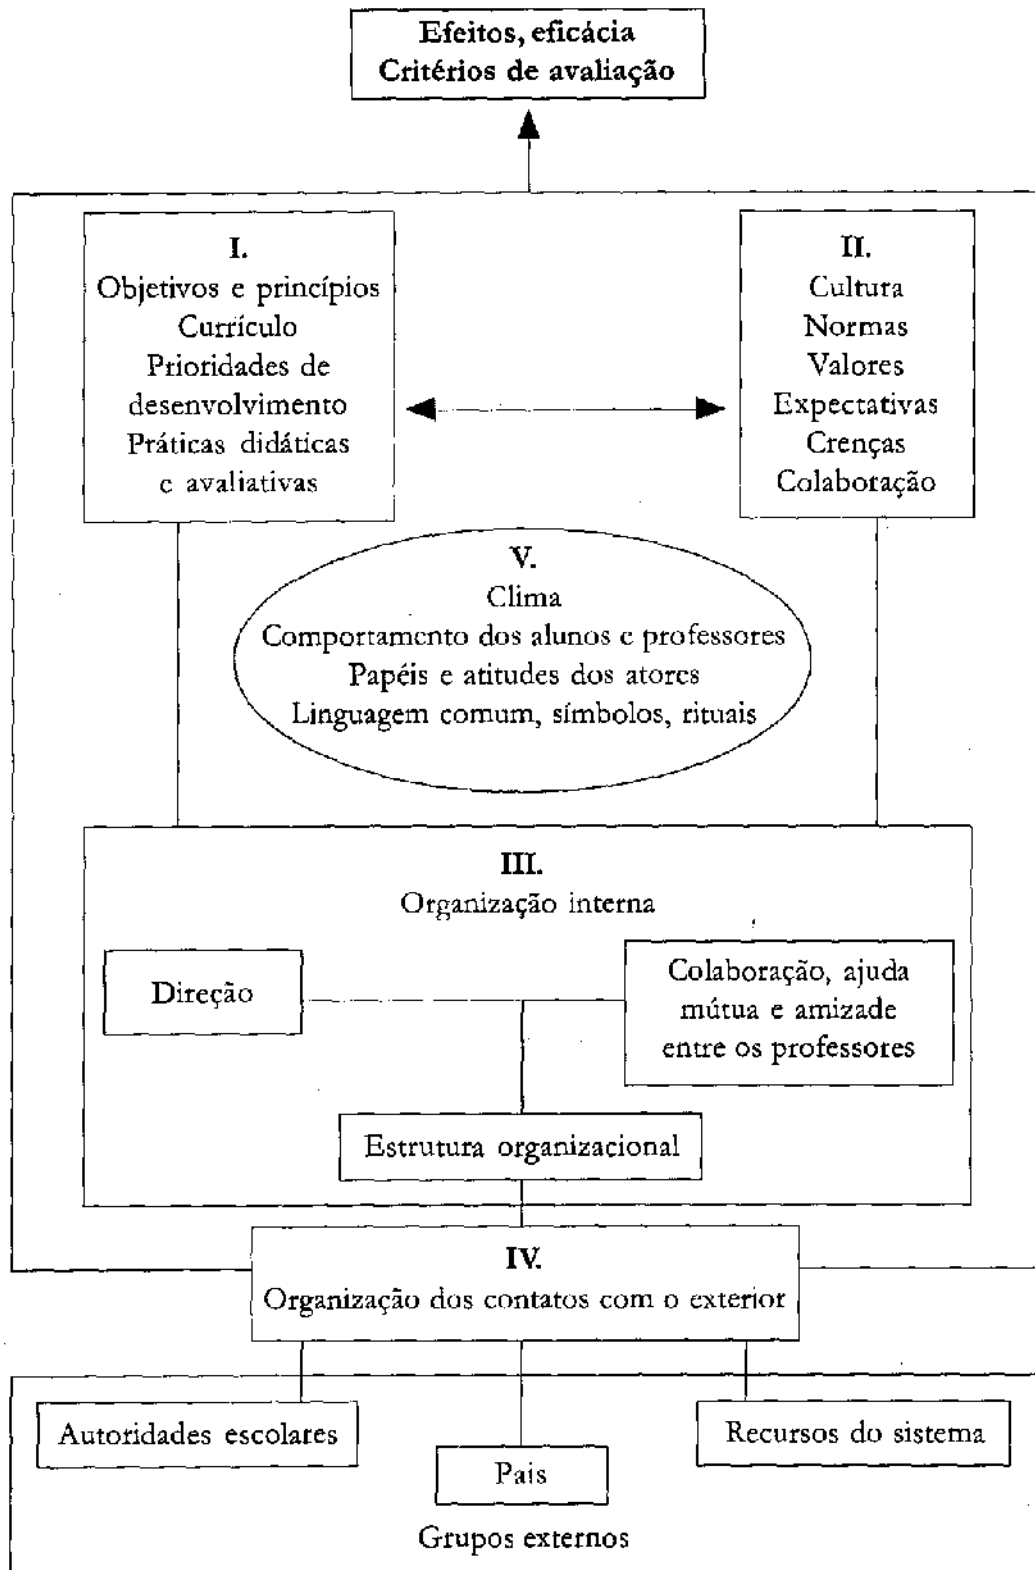 Efeitos, eficácia
Critérios de avaliação
I.
Objetivos e princípios
Currículo
Prioridades de
desenvolvimento
Práticas didáticas
e avaliativas
II.
Cultura
Normas
Valores
Expectativas
Crenças
Colaboração
V.
Clima
Comportamento dos alunos e professores
Papéis e atitudes dos atores
Linguagem comum, símbolos, rituais
III.
Organização interna
Direção
Colaboração, ajuda
mútua e amizade
entre os professores
Estrutura organizacional
IV.
Organização dos contatos com o exterior
Autoridades escolares
Pais
Recursos do sistema
Grupos externos